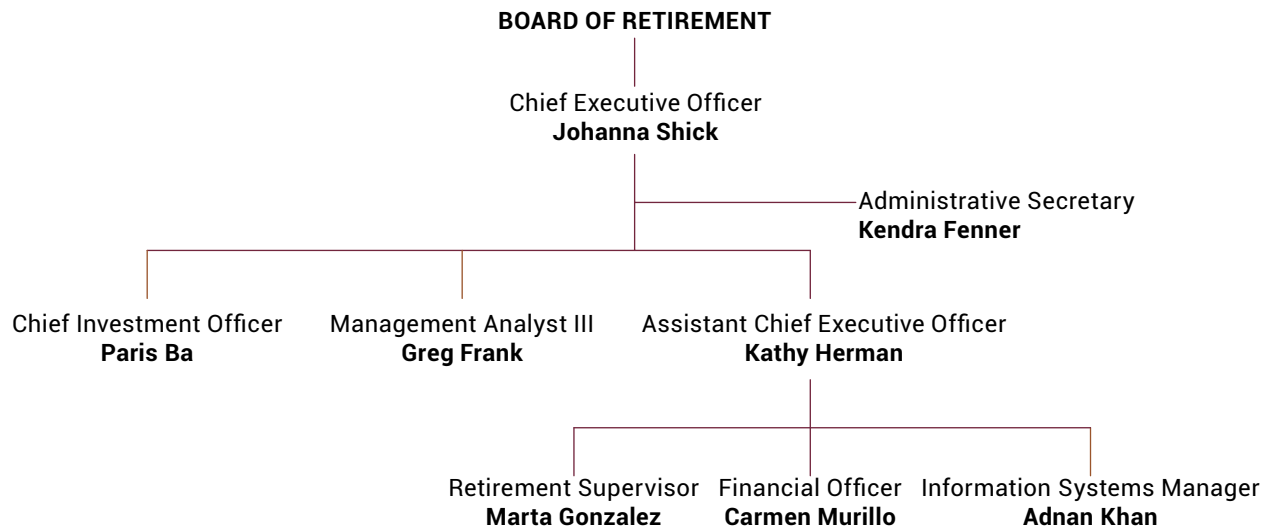 BOARD OF RETIREMENT
Chief Executive Officer
Johanna Shick
Administrative Secretary
Kendra Fenner
Chief Investment Officer
Paris Ba
Management Analyst III
Greg Frank
Assistant Chief Executive Officer
Kathy Herman
Retirement Supervisor
Marta Gonzalez
Financial Officer
Carmen Murillo
Information Systems Manager
Adnan Khan